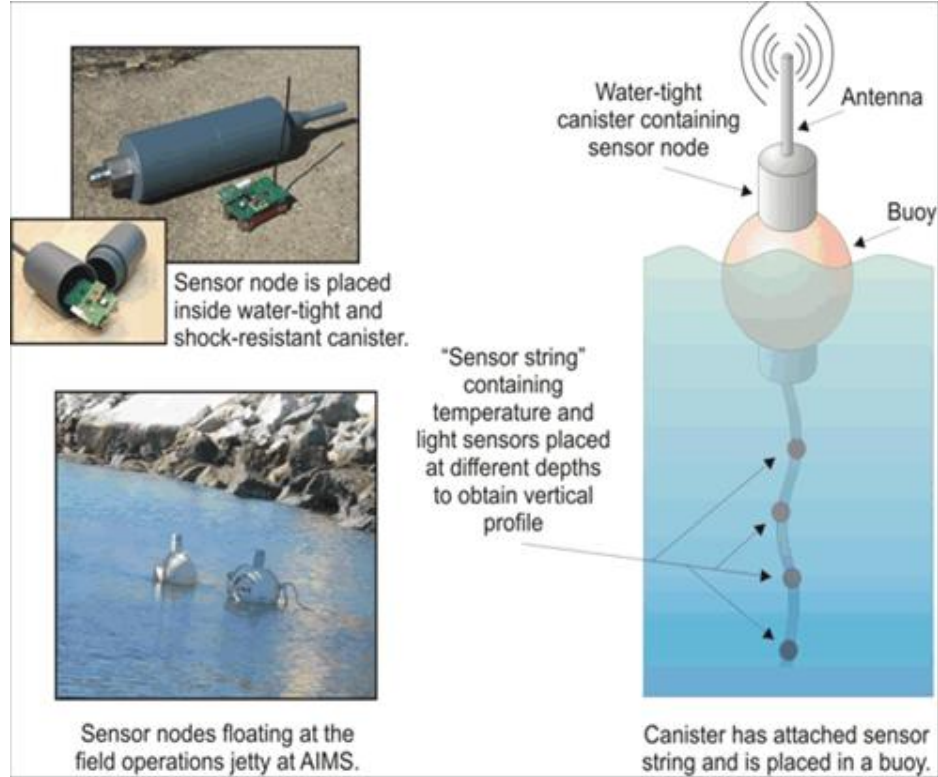 Sensor node is placed
inside water-tight and
shock-resistant canister.
Sensor nodes floating at the
field operations jetty at AIMS.
Water-tight
canister containing
sensor node
Antenna
Buoy
“Sensor string”
containing
temperature and
light sensors placed
at different depths
to obtain vertical
profile
Canister has attached sensor
string and is placed in a buoy.